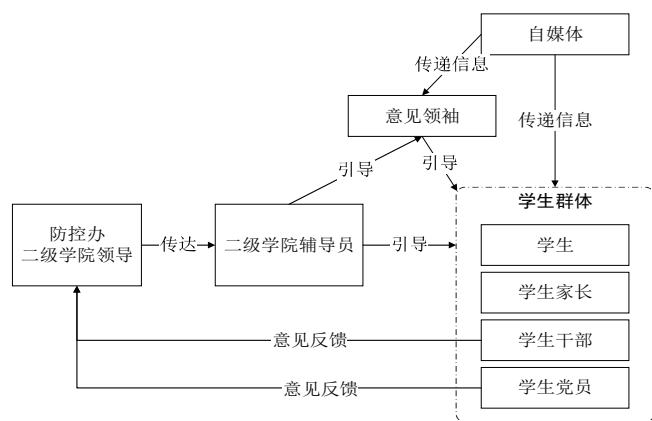 自媒体
传递信息
意见领袖
传递信息
引导
引导
学生群体
防控办
二级学院领导
传达
二级学院辅导员
引导
学生
学生家长
意见反馈
学生干部
意见反馈
学生党员